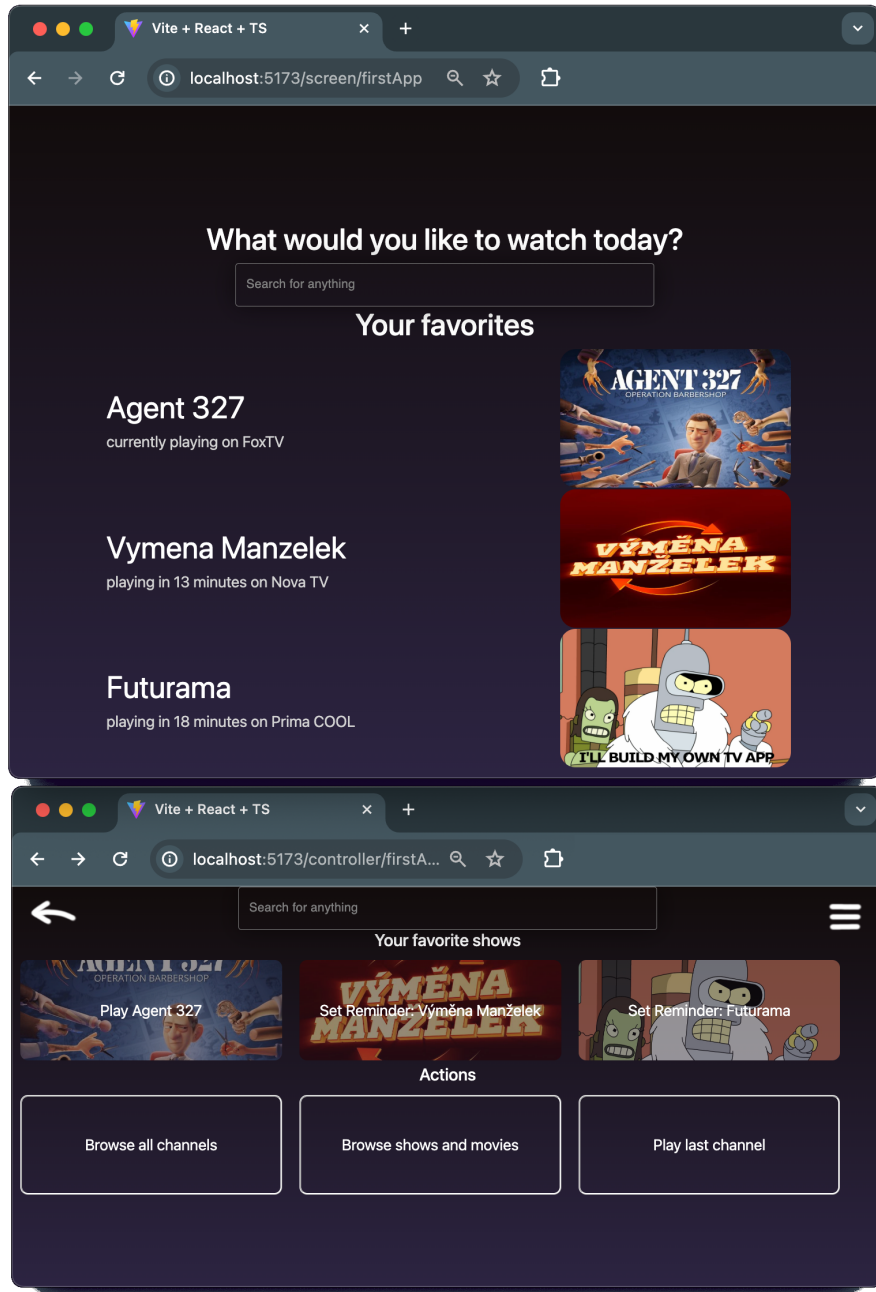 Vite + React + TS
localhost:5173/screen/firstApp
What would you like to watch today?
Search for anything
Your favorites
Agent 327
currently playing on FoxTV
AGENT 327
OPERATION BARBERSHOP
Vymena Manzelek
playing in 13 minutes on Nova TV
VÝMĚNA
MANŽELEK
Futurama
playing in 18 minutes on Prima COOL
I'LL BUILD MY OWN TV APP
Vite + React + TS
localhost:5173/controller/firstA...
Search for anything
Your favorite shows
AGENT 327
OPERATION BARBERSHOP
Play Agent 327
VÝMĚNA
MANŽELEK
Set Reminder: Výměna Manželek
Set Reminder: Futurama
Actions
Browse all channels
Browse shows and movies
Play last channel